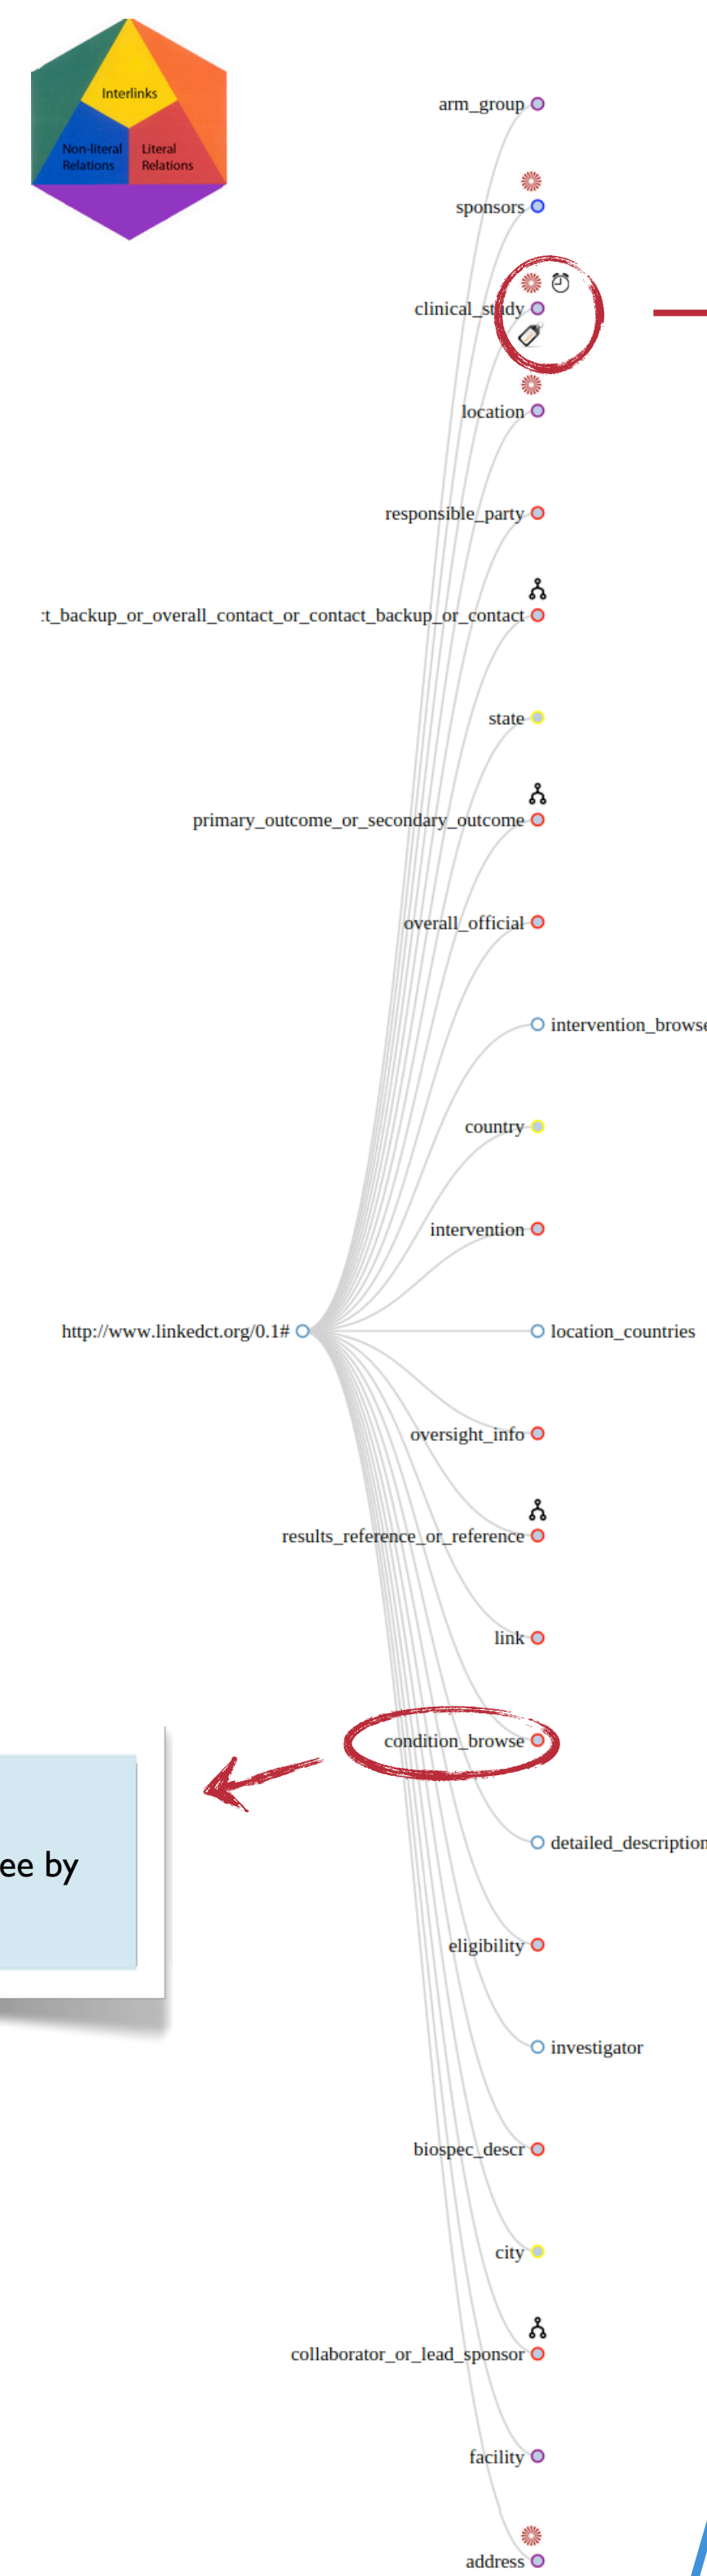 Interlinks
Non-literal
Relations
Literal
Relations
arm_group
sponsors
clinical_study
location
responsible_party
t_backup_or_overall_contact_or_contact_backup_or_contact
state
primary_outcome_or_secondary_outcome
overall_official
intervention_browse
country
intervention
http://www.linkedct.org/0.1#
location_countries
oversight_info
results_reference_or_reference
link
condition_browse
detailed_description
ee by
eligibility
investigator
biospec_descr
city
collaborator_or_lead_sponsor
facility
address